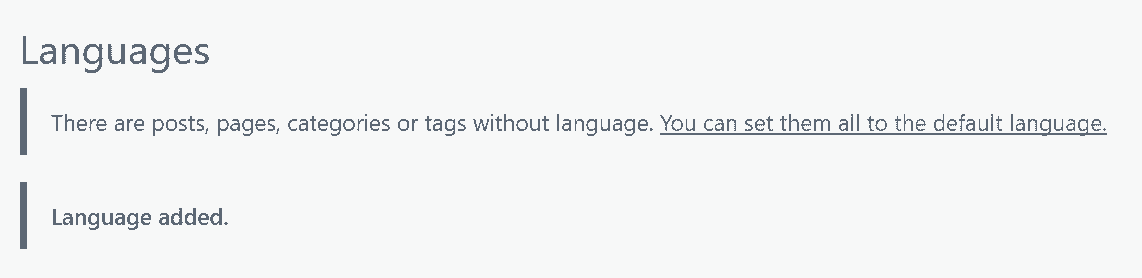 Languages
There are posts, pages, categories or tags without language. You can set them all to the default language.
Language added.